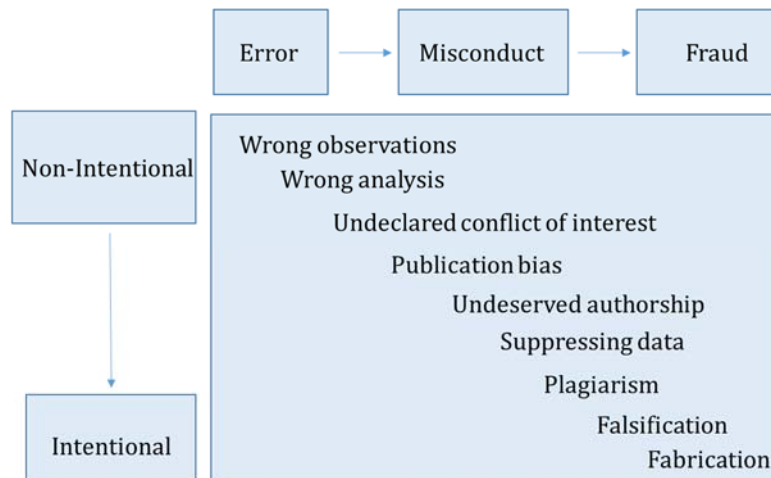 Error
Misconduct
Fraud
Non-Intentional
Wrong observations
Wrong analysis
Undeclared conflict of interest
Publication bias
Undeserved authorship
Suppressing data
Plagiarism
Falsification
Intentional
Fabrication